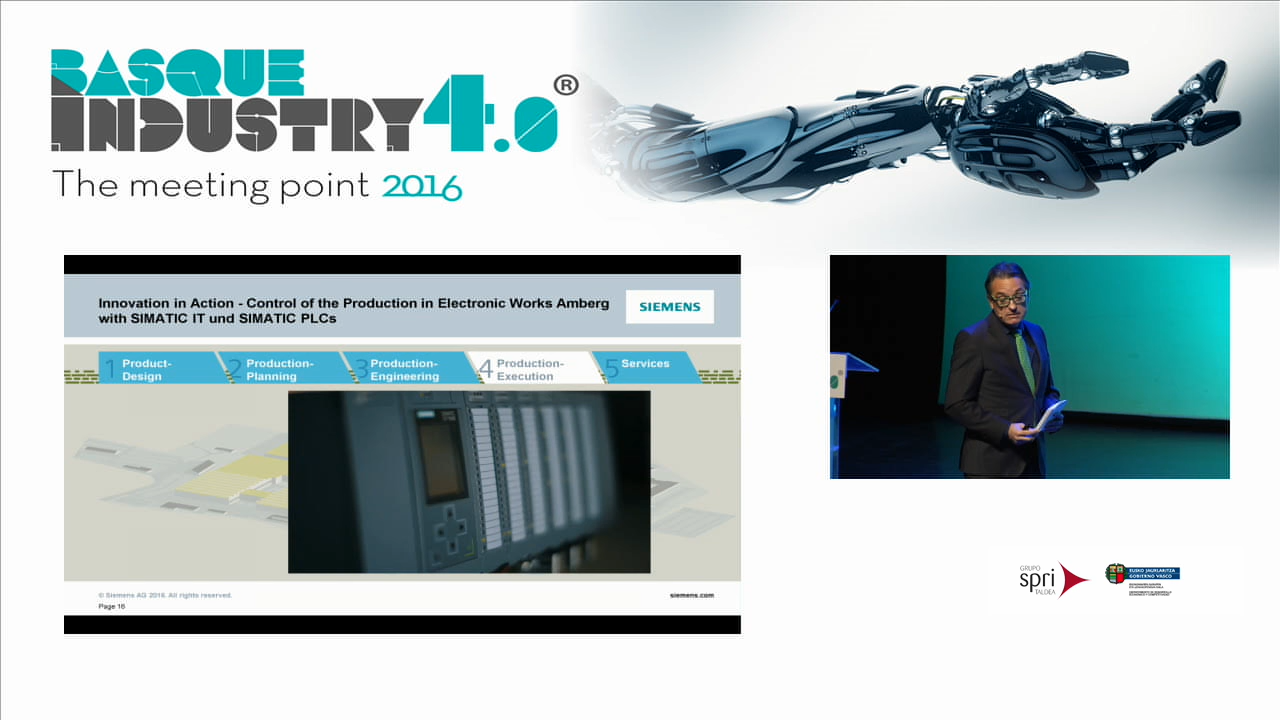 BASQUE
INDUSTRY 4.0®
The meeting point 2016
Innovation in Action - Control of the Production in Electronic Works Amberg
with SIMATIC IT und SIMATIC PLCs
SIEMENS
1 Product-
Design
2 Production-
Planning
3 Production-
Engineering
4 Production-
Execution
5 Services
© Siemens AG 2016. All rights reserved.
Page 16
siemens.com
GRUPO
spri
TALDEA
EUSKO JAURLARITZA
GOBIERNO VASCO